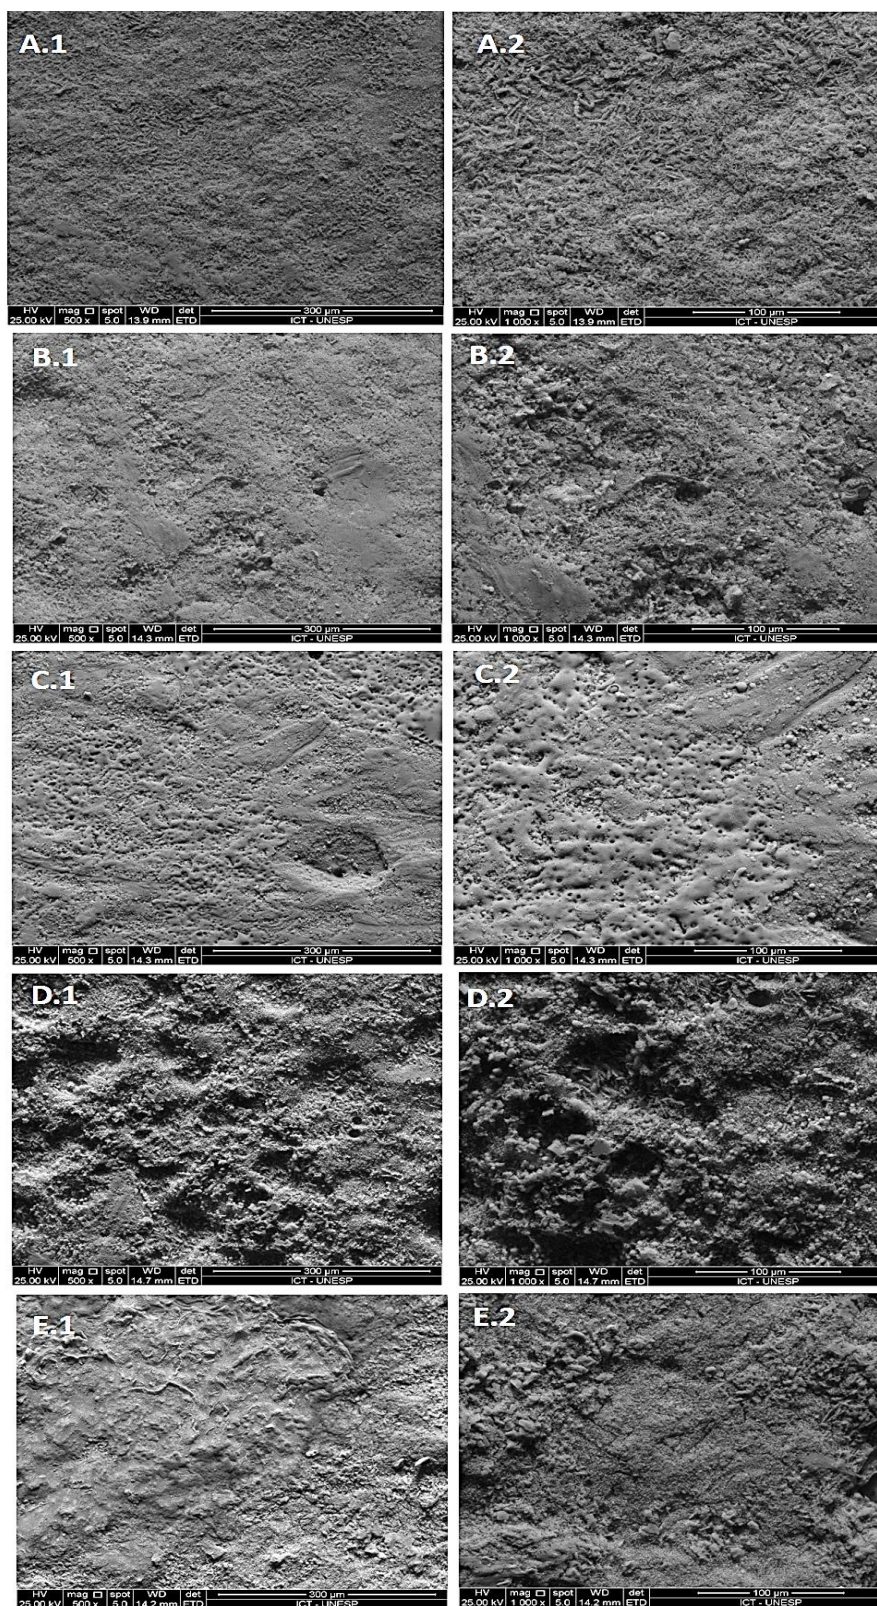 A.1
A.2
HV mag spot WD det 300 µm
25.00 kV 500 x 5.0 13.9 mm ETD ICT - UNESP
HV mag spot WD det 100 µm
25.00 kV 1 000 x 5.0 13.9 mm ETD ICT - UNESP
B.1
B.2
HV mag spot WD det 300 µm
25.00 kV 500 x 5.0 14.3 mm ETD ICT - UNESP
HV mag spot WD det 100 µm
25.00 kV 1 000 x 5.0 14.3 mm ETD ICT - UNESP
C.1
C.2
HV mag spot WD det 300 µm
25.00 kV 500 x 5.0 14.3 mm ETD ICT - UNESP
HV mag spot WD det 100 µm
25.00 kV 1 000 x 5.0 14.3 mm ETD ICT - UNESP
D.1
D.2
HV mag spot WD det 300 µm
25.00 kV 500 x 5.0 14.7 mm ETD ICT - UNESP
HV mag spot WD det 100 µm
25.00 kV 1 000 x 5.0 14.7 mm ETD ICT - UNESP
E.1
E.2
HV mag spot WD det 300 µm
25.00 kV 500 x 5.0 14.2 mm ETD ICT - UNESP
HV mag spot WD det 100 µm
25.00 kV 1 000 x 5.0 14.2 mm ETD ICT - UNESP